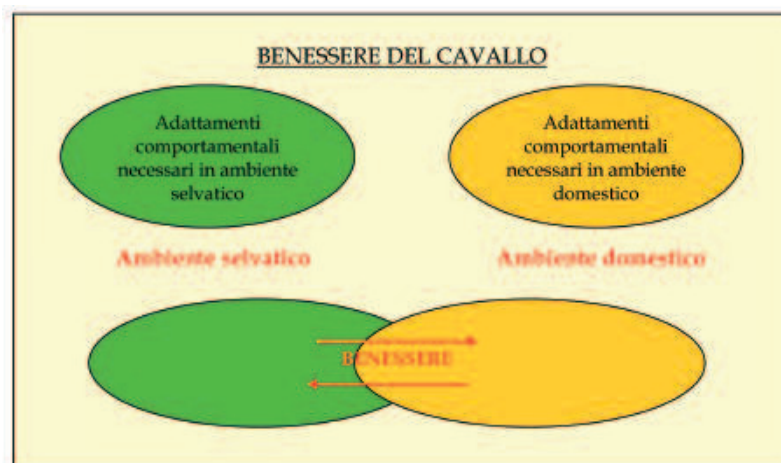 BENESSERE DEL CAVALLO
Adattamenti
comportamentali
necessari in ambiente
selvatico
Adattamenti
comportamentali
necessari in ambiente
domestico
Ambiente selvatico
Ambiente domestico
BENESSERE